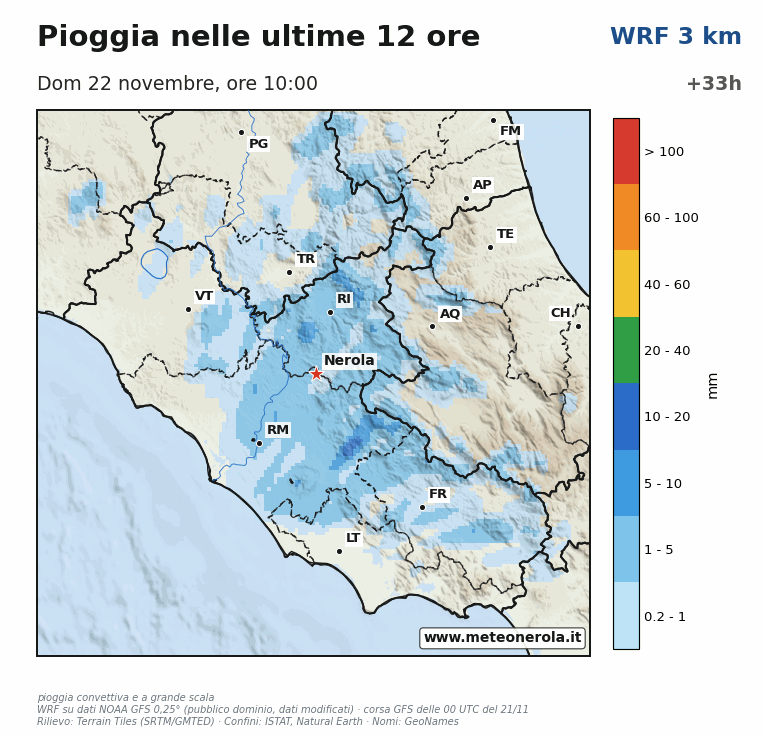 Pioggia nelle ultime 12 ore
WRF 3 km
Dom 22 novembre, ore 10:00
+33h
FM
PG
AP
TE
TR
VT
RI
AQ
CH
Nerola
RM
FR
LT
> 100
60 - 100
40 - 60
20 - 40
10 - 20
5 - 10
1 - 5
0.2 - 1
mm
www.meteonerola.it
pioggia convettiva e a grande scala
WRF su dati NOAA GFS 0,25° (pubblico dominio, dati modificati) · corsa GFS delle 00 UTC del 21/11
Rilievo: Terrain Tiles (SRTM/GMTED) · Confini: ISTAT, Natural Earth · Nomi: GeoNames